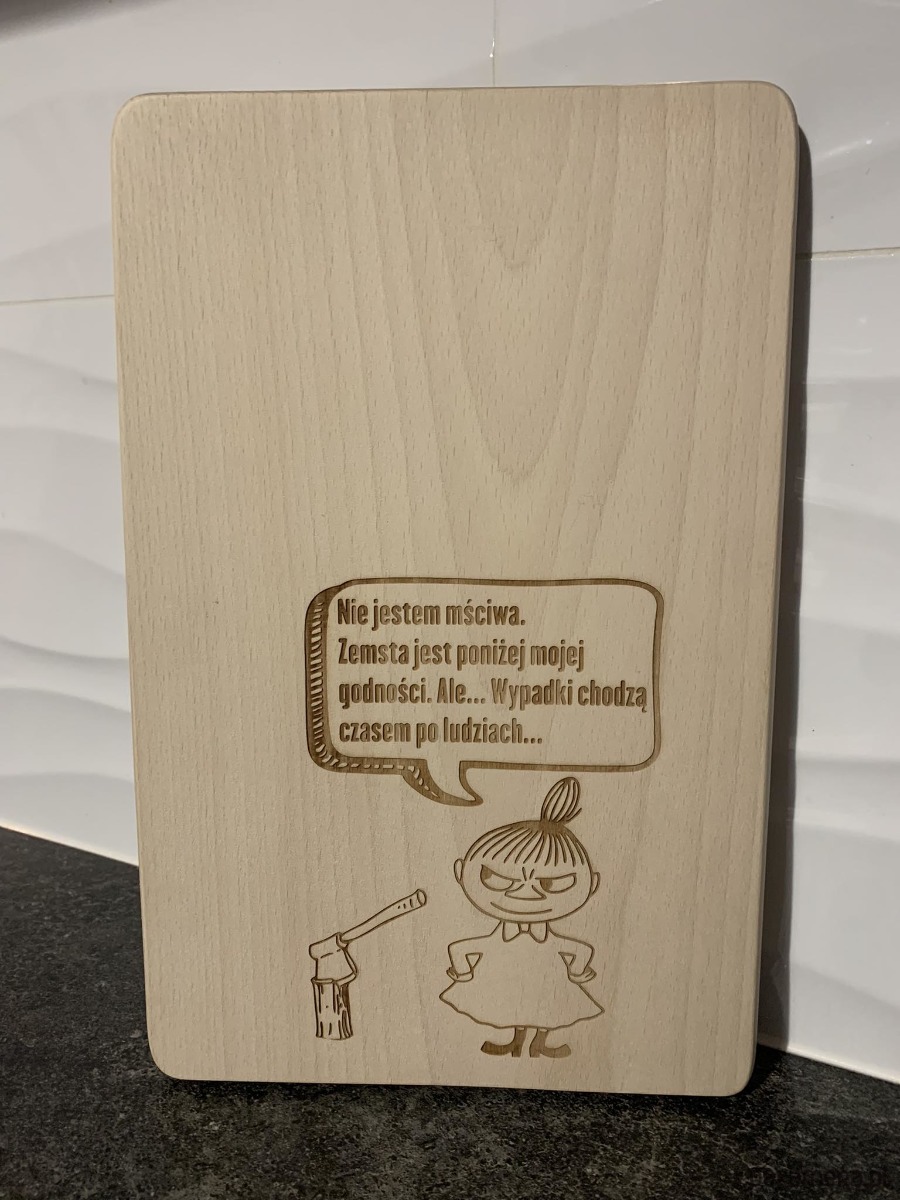 Nie jestem mściwa.
Zemsta jest poniżej mojej
godności. Ale... Wypadki chodzą
czasem po ludziach...